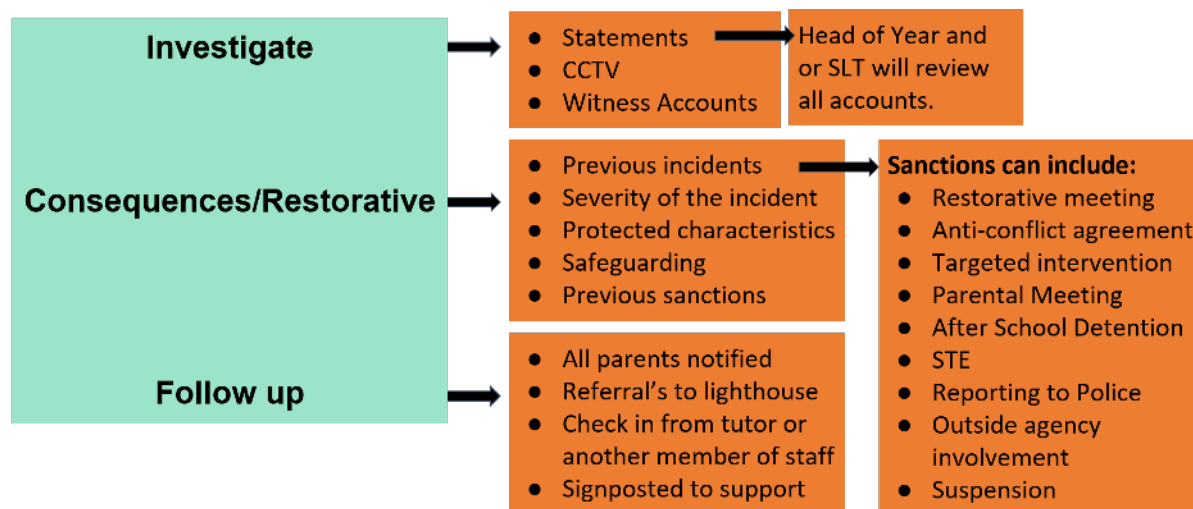 Investigate
● Statements
● CCTV
● Witness Accounts
Head of Year and
or SLT will review
all accounts.
Consequences/Restorative
● Previous incidents
● Severity of the incident
● Protected characteristics
● Safeguarding
● Previous sanctions
Sanctions can include:
● Restorative meeting
● Anti-conflict agreement
● Targeted intervention
● Parental Meeting
● After School Detention
● STE
● Reporting to Police
● Outside agency
involvement
● Suspension
Follow up
● All parents notified
● Referral's to lighthouse
● Check in from tutor or
another member of staff
● Signposted to support